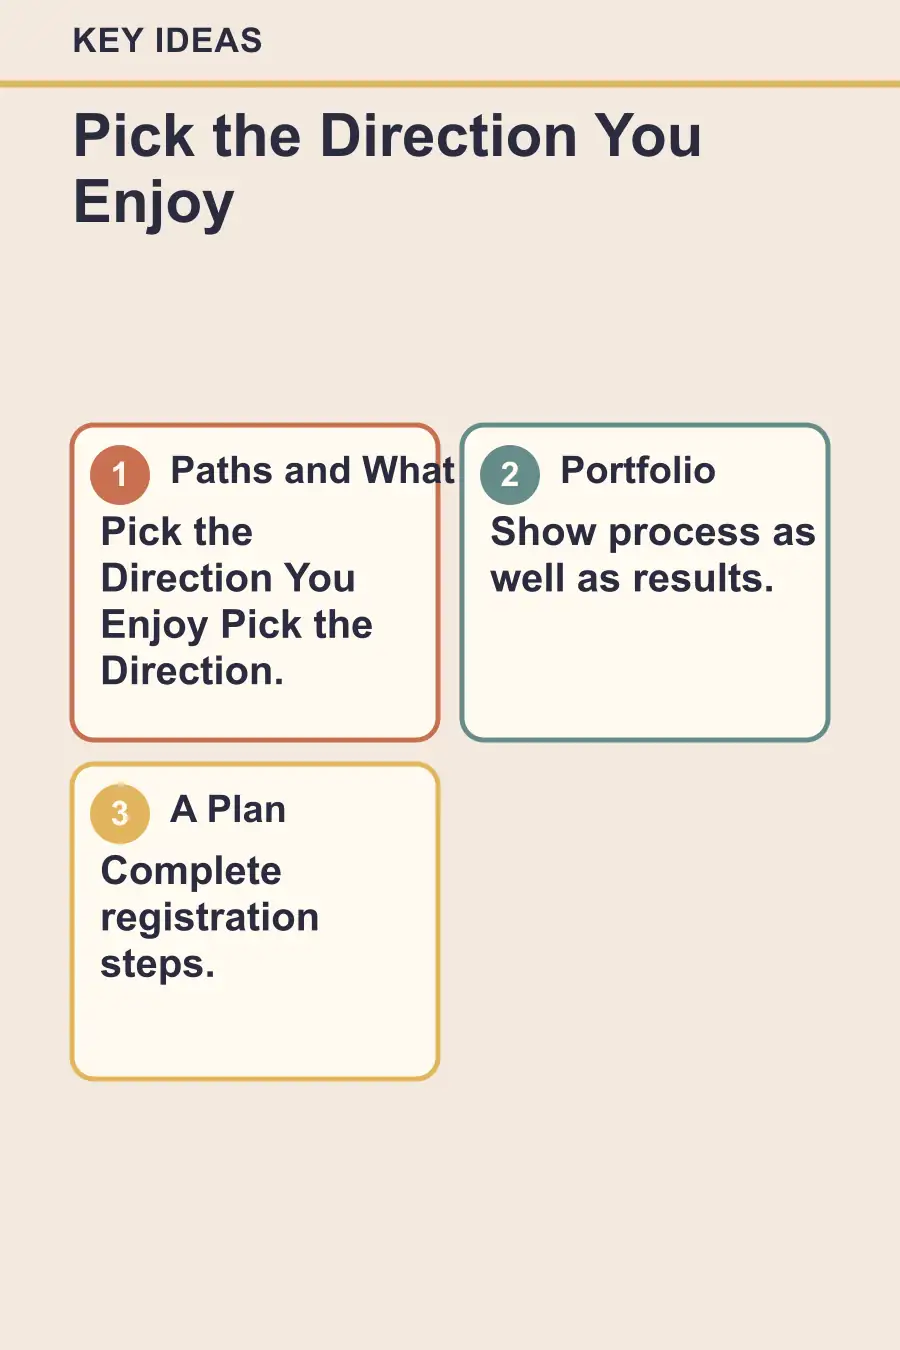 KEY IDEAS
Pick the Direction You
Enjoy
1
Paths and What
Pick the
Direction You
Enjoy Pick the
Direction.
2
Portfolio
Show process as
well as results.
3
A Plan
Complete
registration
steps.